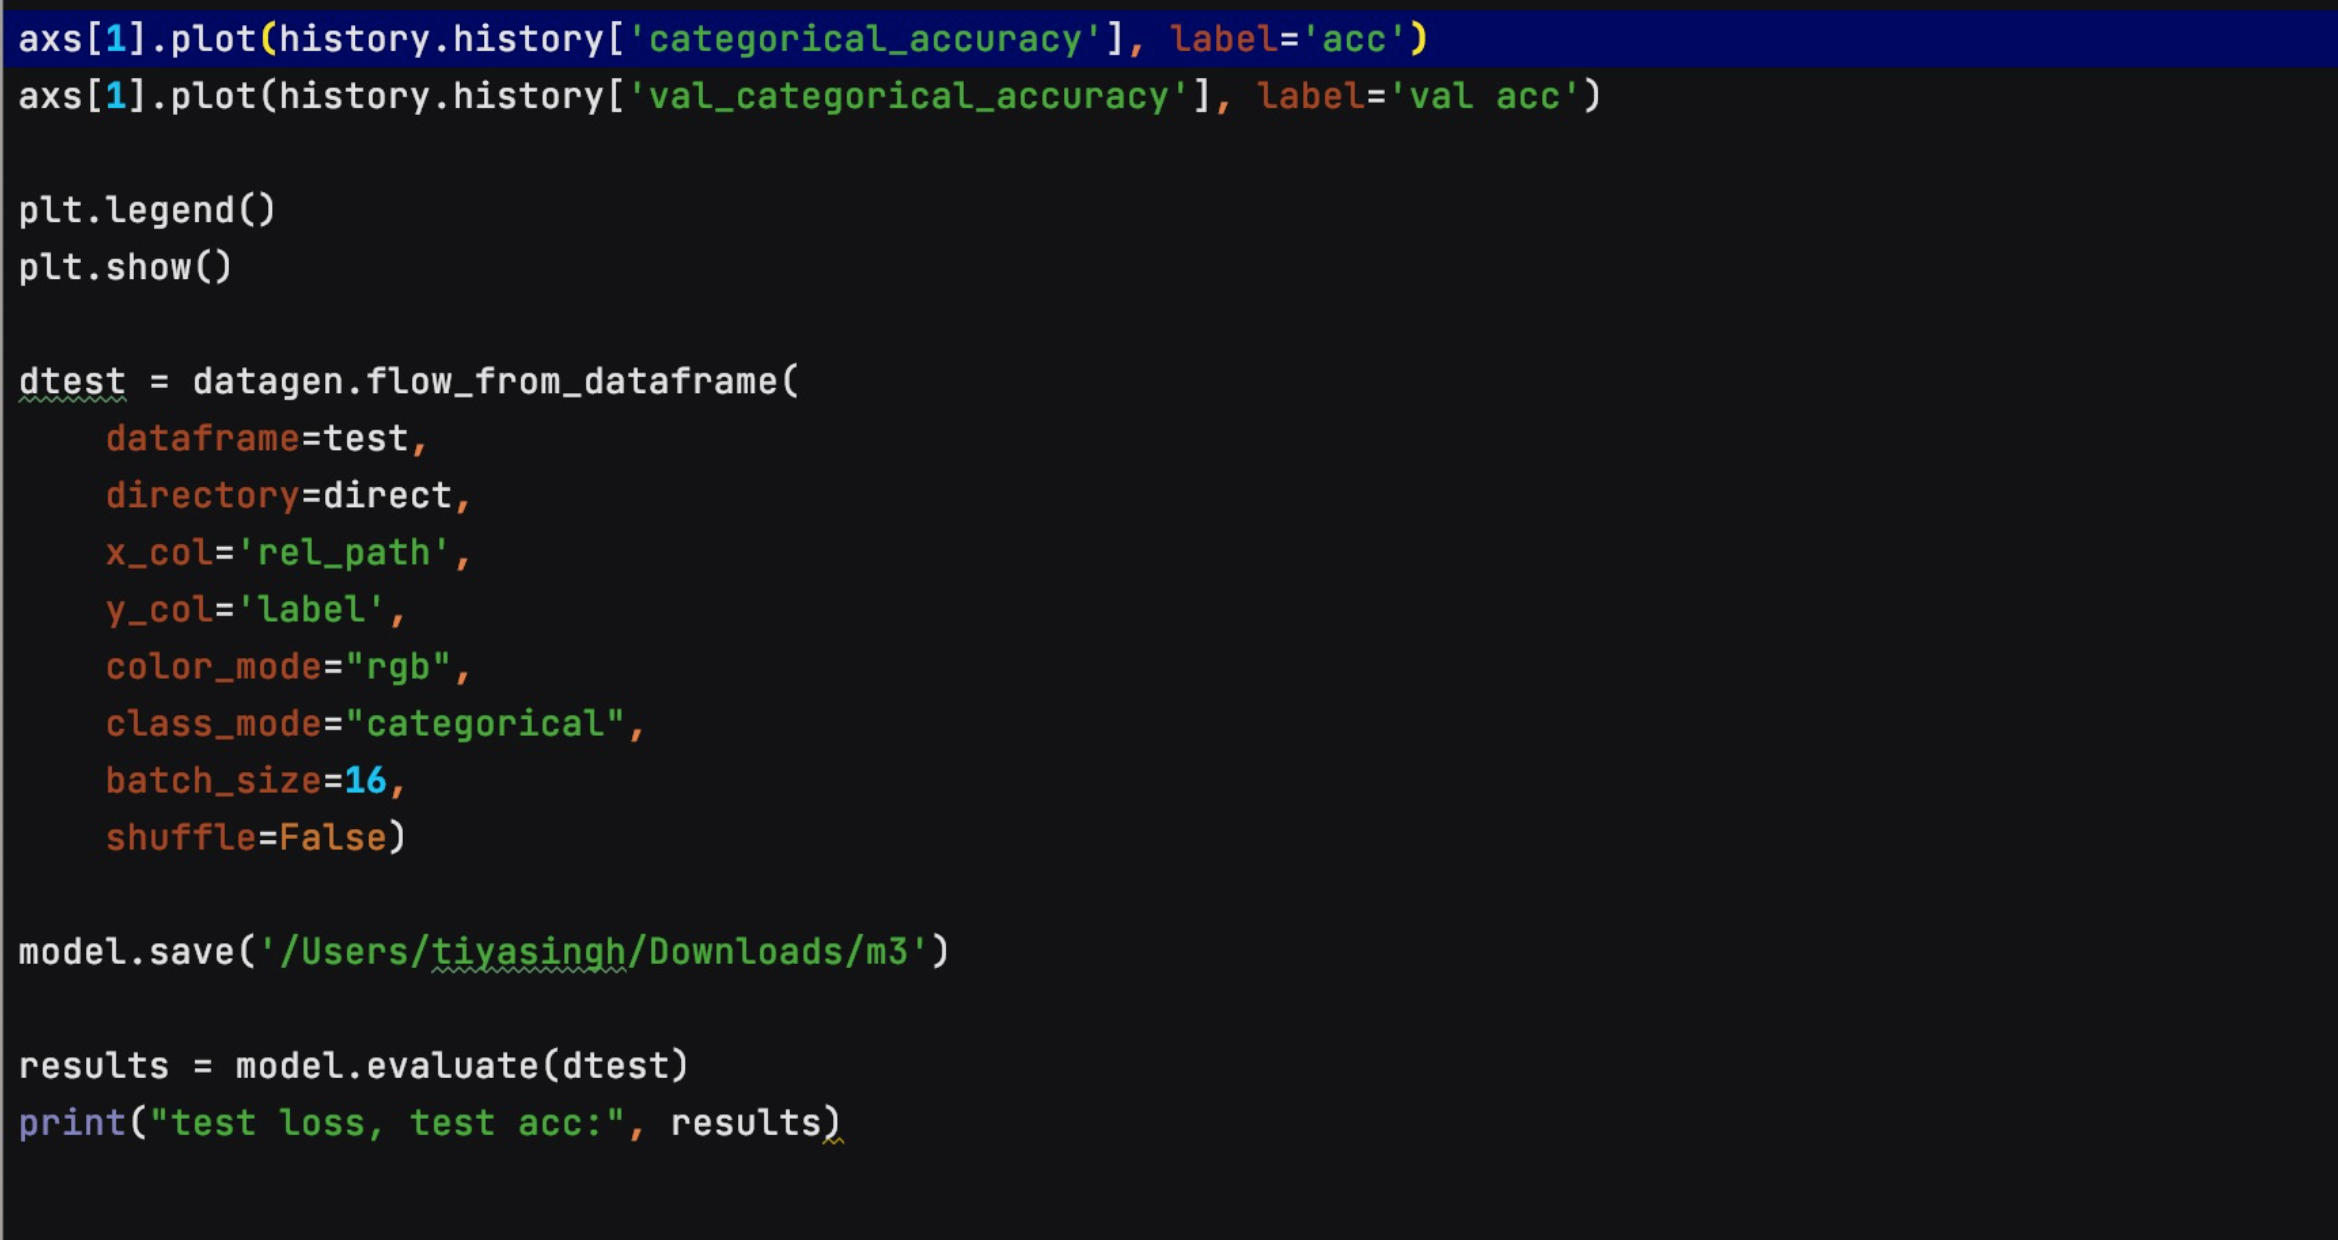 axs[1].plot(history.history['categorical_accuracy'], label='acc')
axs[1].plot(history.history['val_categorical_accuracy'], label='val acc')
plt.legend()
plt.show()
dtest = datagen.flow_from_dataframe(
    dataframe=test,
    directory=direct,
    x_col='rel_path',
    y_col='label',
    color_mode="rgb",
    class_mode="categorical",
    batch_size=16,
    shuffle=False)
model.save('/Users/tiyasingh/Downloads/m3')
results = model.evaluate(dtest)
print("test loss, test acc:", results)